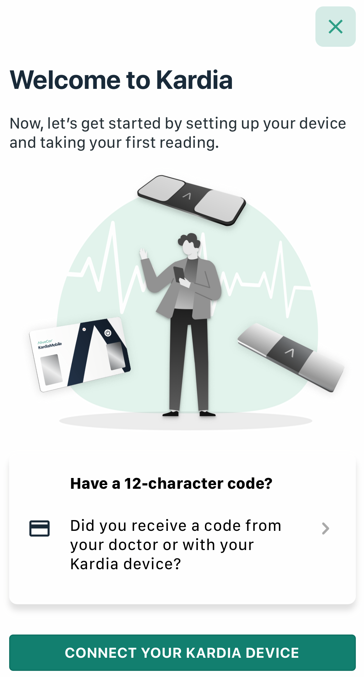 Welcome to Kardia
Now, let's get started by setting up your device
and taking your first reading.
KardiaMobile
Have a 12-character code?
Did you receive a code from
your doctor or with your
Kardia device?
CONNECT YOUR KARDIA DEVICE